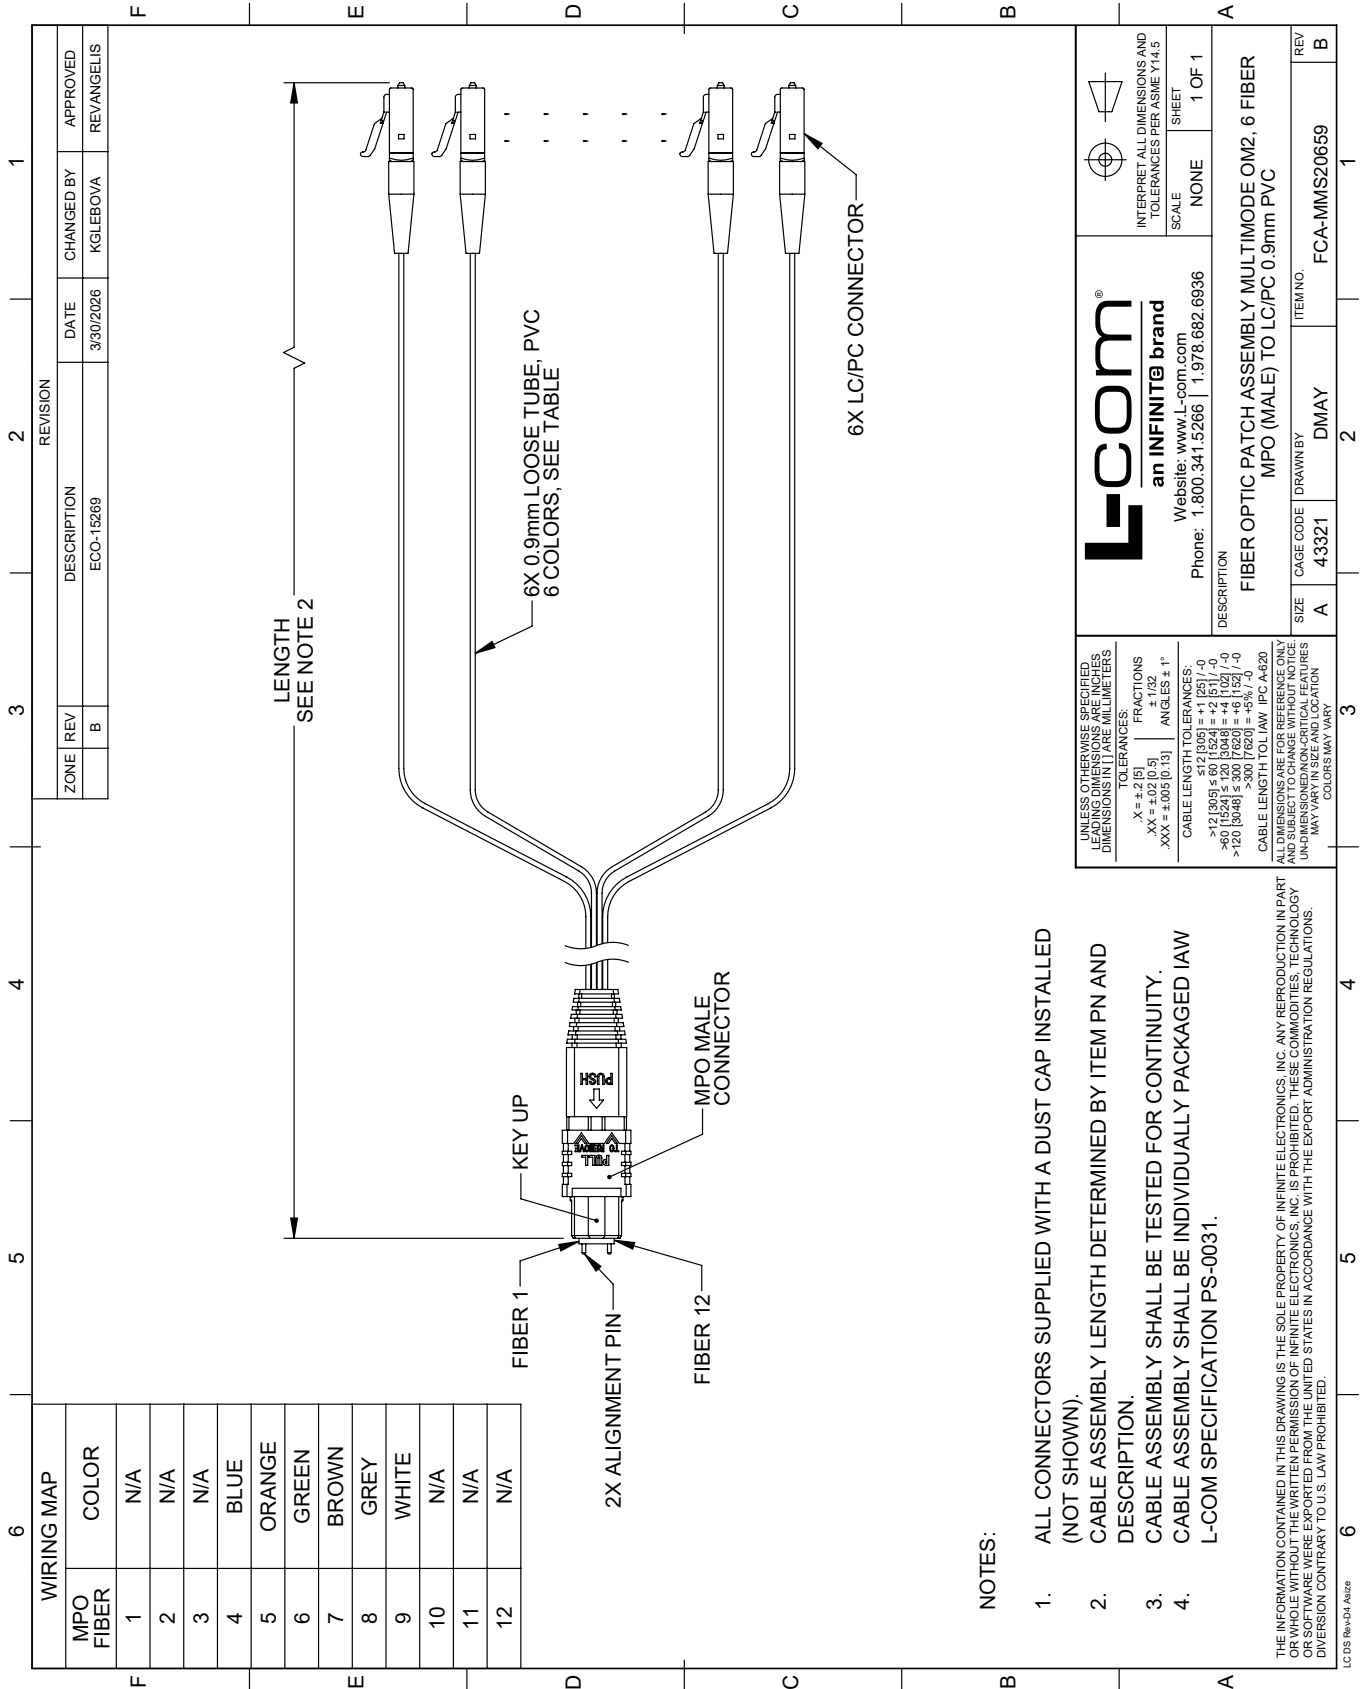 6
5
4
3
2
1
F
E
D
C
B
A
REVISION
ZONE REV DESCRIPTION DATE CHANGED BY APPROVED
B ECO-15269 3/30/2026 KGLEBOVA REVANGELIS
WIRING MAP
MPO FIBER COLOR
1 N/A
2 N/A
3 N/A
4 BLUE
5 ORANGE
6 GREEN
7 BROWN
8 GREY
9 WHITE
10 N/A
11 N/A
12 N/A
LENGTH
SEE NOTE 2
FIBER 1
KEY UP
2X ALIGNMENT PIN
FIBER 12
PULL
TO REMOVE
PUSH
MPO MALE
CONNECTOR
6X 0.9mm LOOSE TUBE, PVC
6 COLORS, SEE TABLE
6X LC/PC CONNECTOR
NOTES:
1. ALL CONNECTORS SUPPLIED WITH A DUST CAP INSTALLED
(NOT SHOWN).
2. CABLE ASSEMBLY LENGTH DETERMINED BY ITEM PN AND
DESCRIPTION.
3. CABLE ASSEMBLY SHALL BE TESTED FOR CONTINUITY.
4. CABLE ASSEMBLY SHALL BE INDIVIDUALLY PACKAGED IAW
L-COM SPECIFICATION PS-0031.
THE INFORMATION CONTAINED IN THIS DRAWING IS THE SOLE PROPERTY OF INFINITE ELECTRONICS, INC. ANY REPRODUCTION IN PART
OR WHOLE WITHOUT THE WRITTEN PERMISSION OF INFINITE ELECTRONICS, INC. IS PROHIBITED. THESE COMMODITIES, TECHNOLOGY
OR SOFTWARE WERE EXPORTED FROM THE UNITED STATES IN ACCORDANCE WITH THE EXPORT ADMINISTRATION REGULATIONS.
DIVERSION CONTRARY TO U.S. LAW PROHIBITED.
UNLESS OTHERWISE SPECIFIED
LEADING DIMENSIONS ARE INCHES
DIMENSIONS IN [ ] ARE MILLIMETERS
TOLERANCES:
.X = ±.2 [5] FRACTIONS
.XX = ±.02 [0.5] ± 1/32
.XXX = ±.005 [0.13] ANGLES ± 1°
CABLE LENGTH TOLERANCES:
≤12 [305] = +1 [25] / -0
>12 [305] ≤ 60 [1524] = +2 [51] / -0
>60 [1524] ≤ 120 [3048] = +4 [102] / -0
>120 [3048] ≤ 300 [7620] = +6 [152] / -0
>300 [7620] = +5% / -0
CABLE LENGTH TOL IAW IPC A-620
ALL DIMENSIONS ARE FOR REFERENCE ONLY
AND SUBJECT TO CHANGE WITHOUT NOTICE.
UN-DIMENSIONED/NON-CRITICAL FEATURES
MAY VARY IN SIZE AND LOCATION
COLORS MAY VARY
L-com®
an INFINITe brand
Website: www.L-com.com
Phone: 1.800.341.5266 | 1.978.682.6936
INTERPRET ALL DIMENSIONS AND
TOLERANCES PER ASME Y14.5
SCALE NONE
SHEET 1 OF 1
DESCRIPTION
FIBER OPTIC PATCH ASSEMBLY MULTIMODE OM2, 6 FIBER
MPO (MALE) TO LC/PC 0.9mm PVC
SIZE A
CAGE CODE 43321
DRAWN BY DMAY
ITEM NO. FCA-MMS20659
REV B
F
E
D
C
B
A
6
5
4
3
2
1
LC DS Rev-D4 Asize